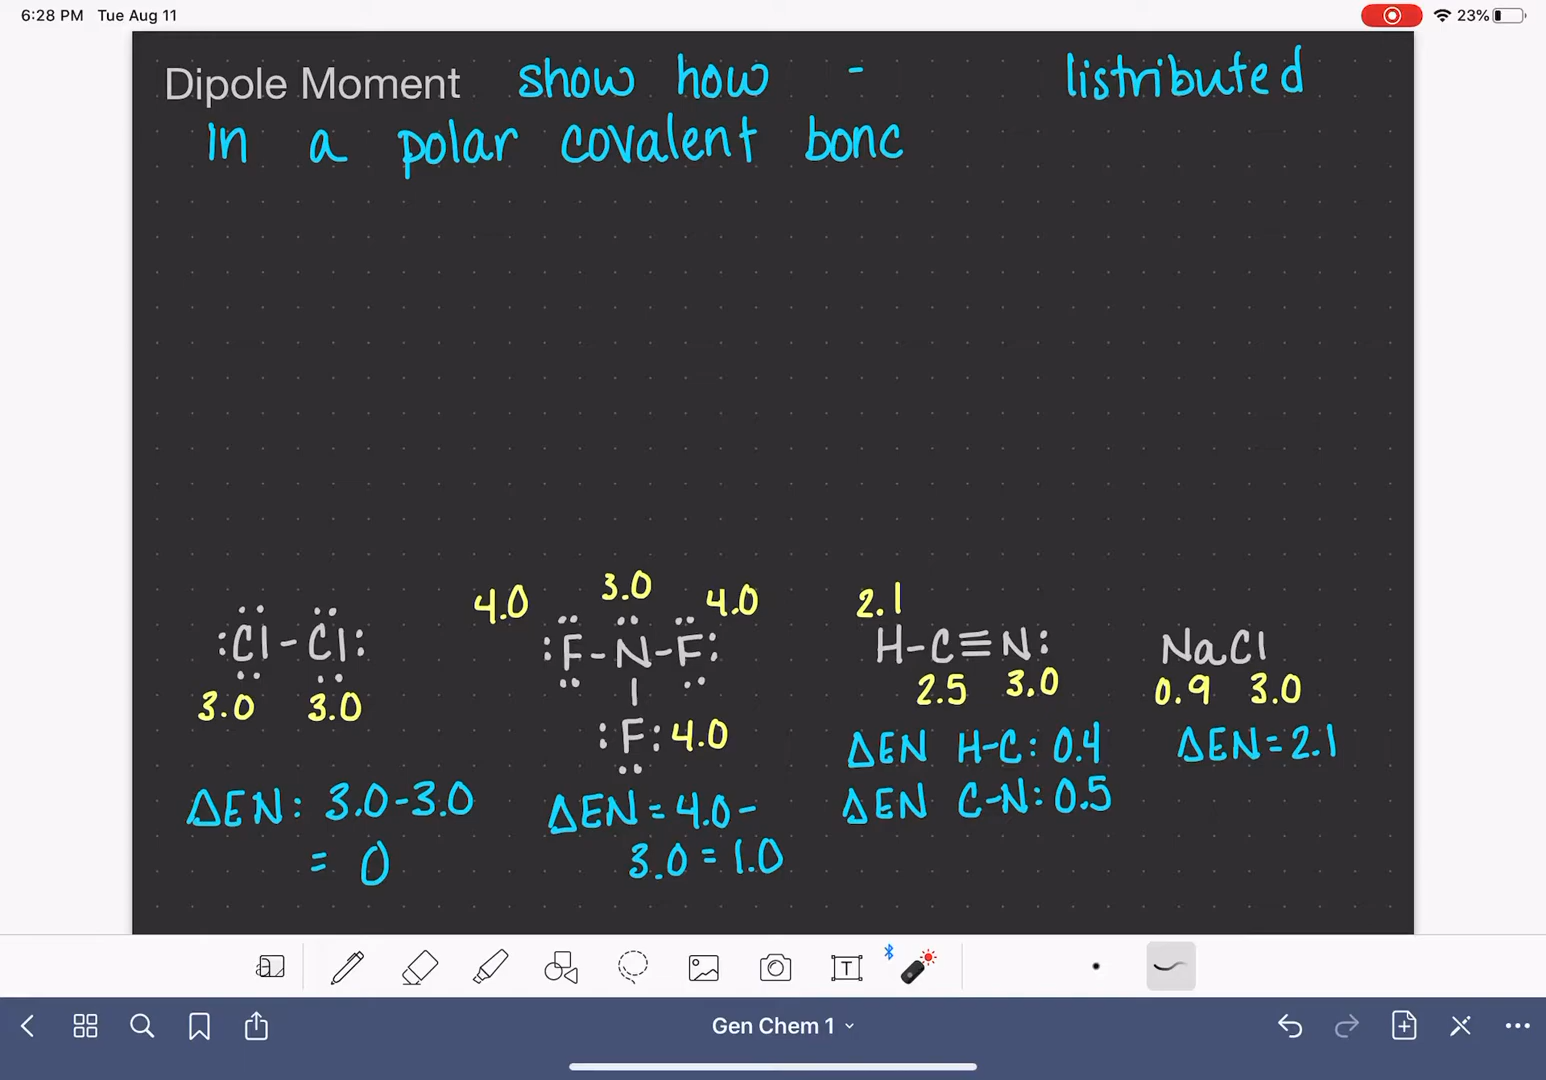 6:28 PM Tue Aug 11
23%
Dipole Moment show how - listributed
in a polar covalent bonc
4.0 3.0 4.0 2.1
:Cl-Cl: :F-N-F: H-C≡N: NaCl
3.0 3.0 2.5 3.0 0.9 3.0
:F: 4.0
ΔEN H-C: 0.4 ΔEN=2.1
ΔEN: 3.0-3.0 ΔEN=4.0- ΔEN C-N: 0.5
= 0 3.0=1.0
T
Gen Chem 1